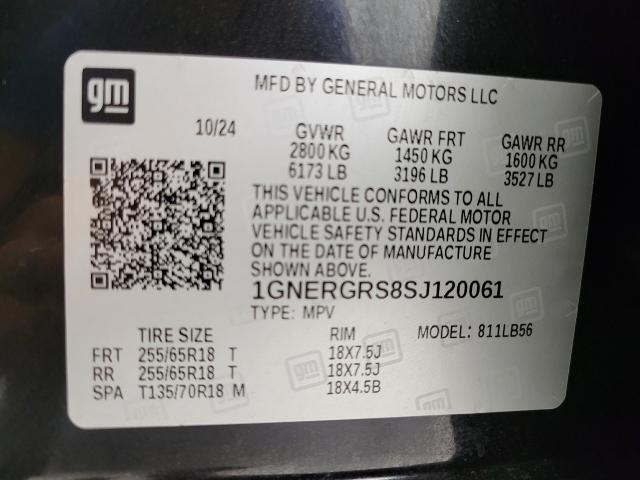 gm
MFD BY GENERAL MOTORS LLC
10/24 GVWR GAWR FRT GAWR RR
2800 KG 1450 KG 1600 KG
6173 LB 3196 LB 3527 LB
THIS VEHICLE CONFORMS TO ALL
APPLICABLE U.S. FEDERAL MOTOR
VEHICLE SAFETY STANDARDS IN EFFECT
ON THE DATE OF MANUFACTURE
SHOWN ABOVE.
1GNERGRS8SJ120061
TYPE: MPV
TIRE SIZE RIM MODEL: 811LB56
FRT 255/65R18 T 18X7.5J
RR 255/65R18 T 18X7.5J
SPA T135/70R18 M 18X4.5B